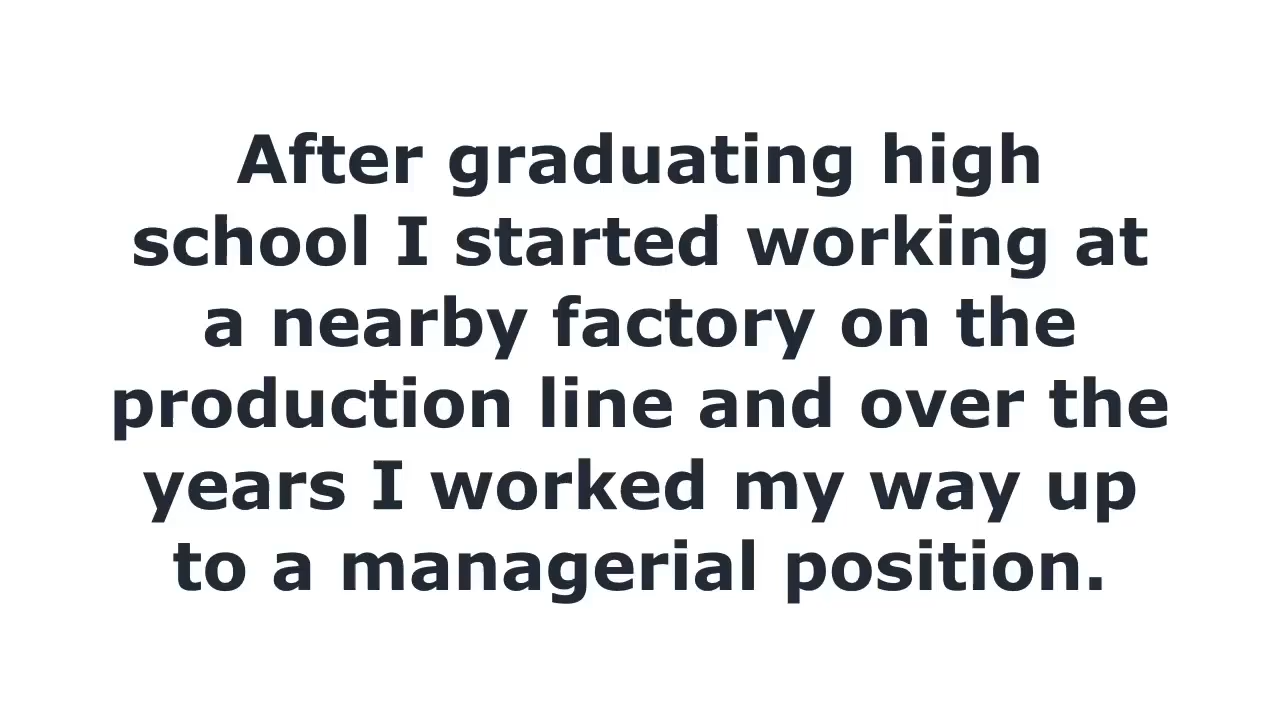 After graduating high
school I started working at
a nearby factory on the
production line and over the
years I worked my way up
to a managerial position.